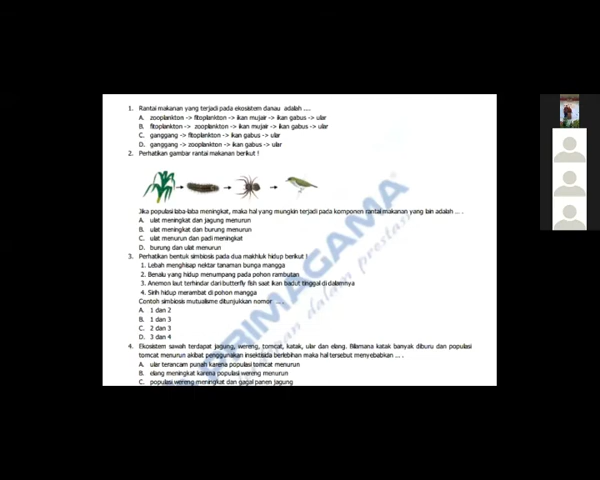 1. Rantai makanan yang terjadi pada ekosistem danau adalah ....
A. zooplankton -> fitoplankton -> ikan mujair -> ikan gabus -> ular
B. fitoplankton -> zooplankton -> ikan mujair -> ikan gabus -> ular
C. ganggang -> fitoplankton -> ikan gabus -> ular
D. ganggang -> zooplankton -> ikan gabus -> ular
2. Perhatikan gambar rantai makanan berikut !
Jika populasi laba-laba meningkat, maka hal yang mungkin terjadi pada komponen rantai makanan yang lain adalah ... .
A. ulat meningkat dan jagung menurun
B. ulat meningkat dan burung menurun
C. ulat menurun dan padi meningkat
D. burung dan ulat menurun
3. Perhatikan bentuk simbiosis pada dua makhluk hidup berikut !
1. Lebah menghisap nektar tanaman bunga mangga
2. Benalu yang hidup menumpang pada pohon rambutan
3. Anemon laut terhindar dari butterfly fish saat ikan badut tinggal di dalamnya
4. Sirih hidup merambat di pohon mangga
Contoh simbiosis mutualisme ditunjukkan nomor ... .
A. 1 dan 2
B. 1 dan 3
C. 2 dan 3
D. 3 dan 4
4. Ekosistem sawah terdapat jagung, wereng, tomcat, katak, ular dan elang. Bilamana katak banyak diburu dan populasi
tomcat menurun akibat penggunaan insektisida berlebihan maka hal tersebut menyebabkan ... .
A. ular terancam punah karena populasi tomcat menurun
B. elang meningkat karena populasi wereng menurun
C. populasi wereng meningkat dan gagal panen jagung
PRIMAGAMA
dalam prestasi